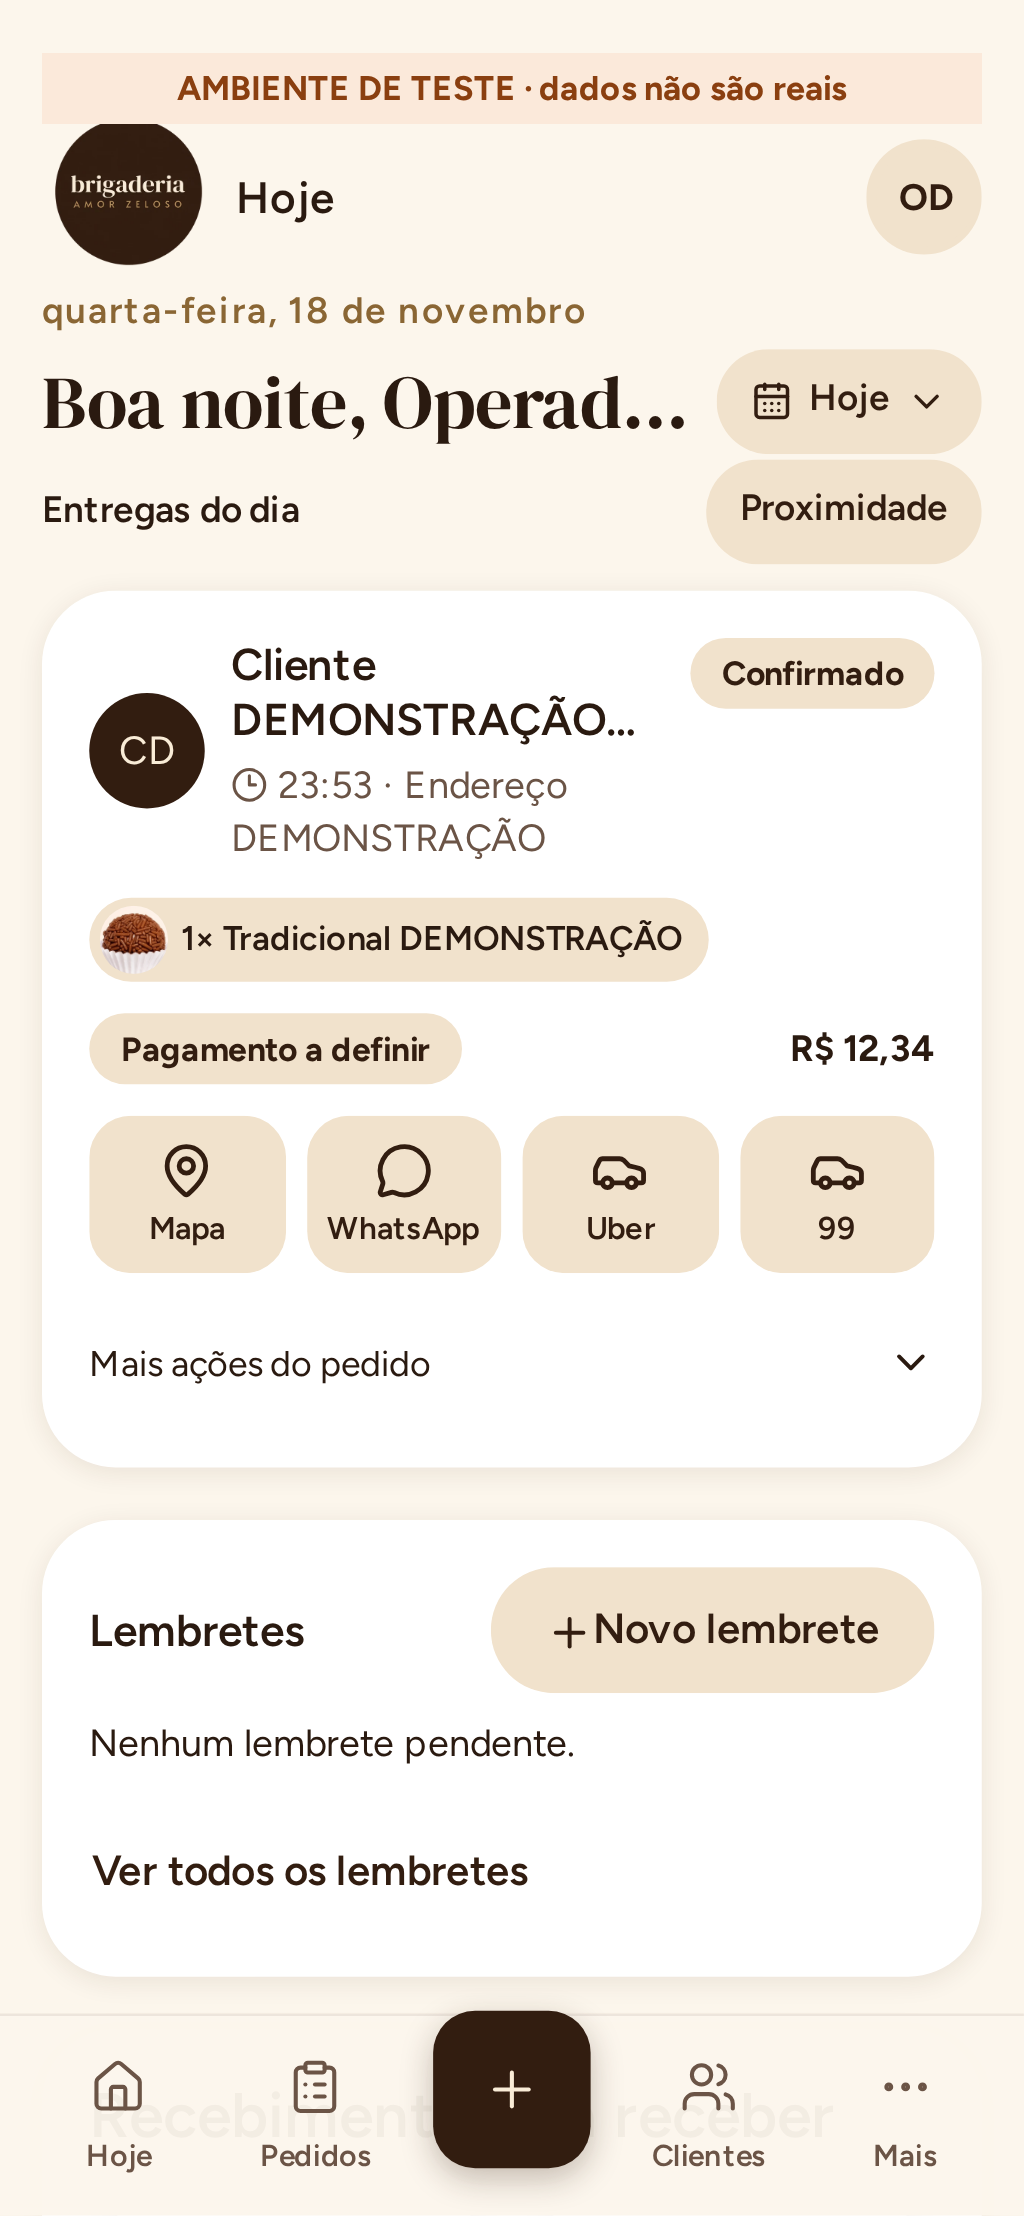 AMBIENTE DE TESTE · dados não são reais
brigaderia
AMOR ZELOSO
Hoje
OD
quarta-feira, 18 de novembro
Boa noite, Operad...
Hoje
Entregas do dia
Proximidade
Cliente
DEMONSTRAÇÃO...
Confirmado
CD
23:53 · Endereço
DEMONSTRAÇÃO
1× Tradicional DEMONSTRAÇÃO
Pagamento a definir
R$ 12,34
Mapa
WhatsApp
Uber
99
Mais ações do pedido
Lembretes
+ Novo lembrete
Nenhum lembrete pendente.
Ver todos os lembretes
receber
Hoje
Pedidos
Clientes
Mais